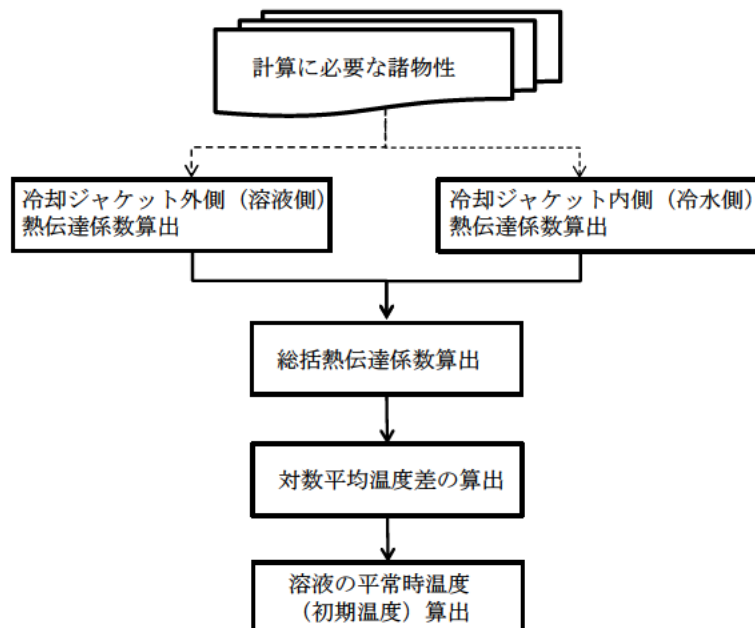 計算に必要な諸物性
冷却ジャケット外側（溶液側）
熱伝達係数算出
冷却ジャケット内側（冷水側）
熱伝達係数算出
総括熱伝達係数算出
対数平均温度差の算出
溶液の平常時温度
（初期温度）算出